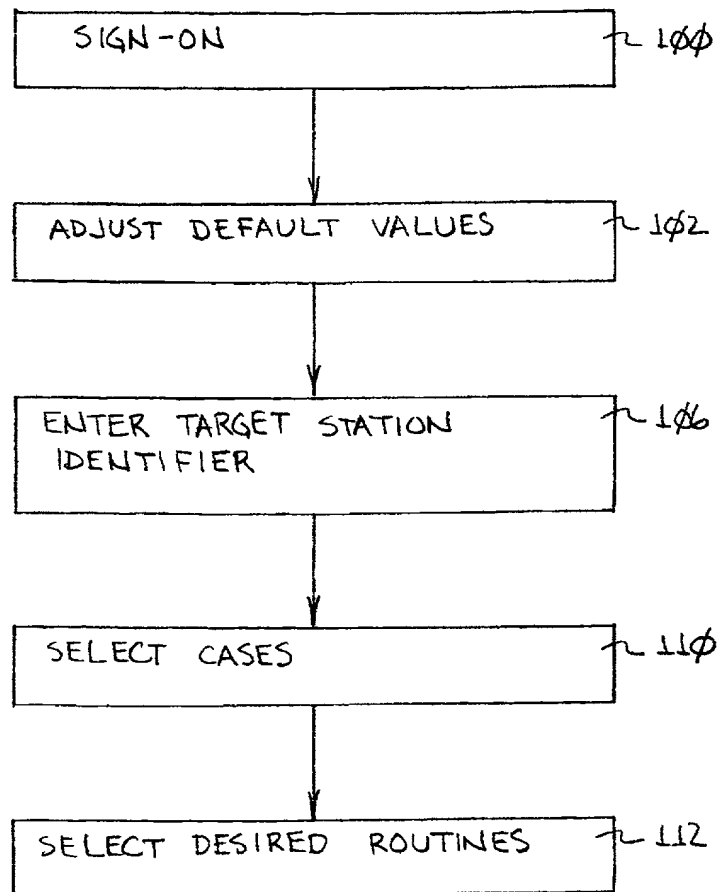 SIGN-ON 100
ADJUST DEFAULT VALUES 102
ENTER TARGET STATION 106
IDENTIFIER
SELECT CASES 110
SELECT DESIRED ROUTINES 112